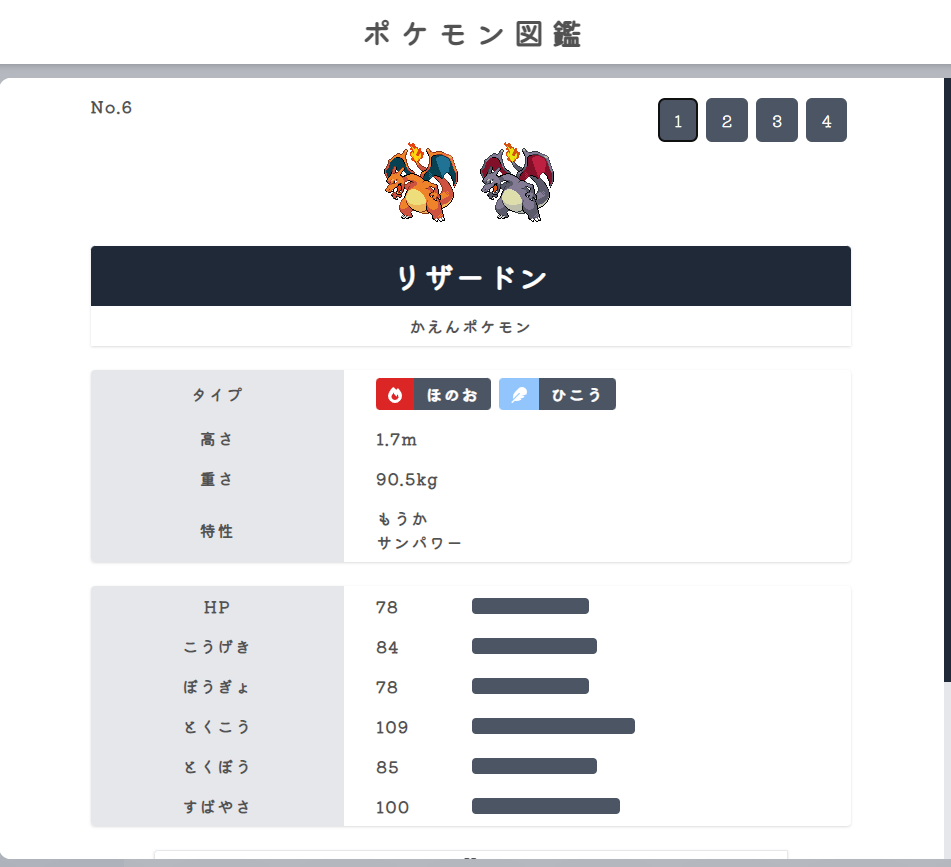 ポケモン図鑑
No.6
1 2 3 4
リザードン
かえんポケモン
タイプ ほのお ひこう
高さ 1.7m
重さ 90.5kg
特性 もうか
サンパワー
HP 78
こうげき 84
ぼうぎょ 78
とくこう 109
とくぼう 85
すばやさ 100